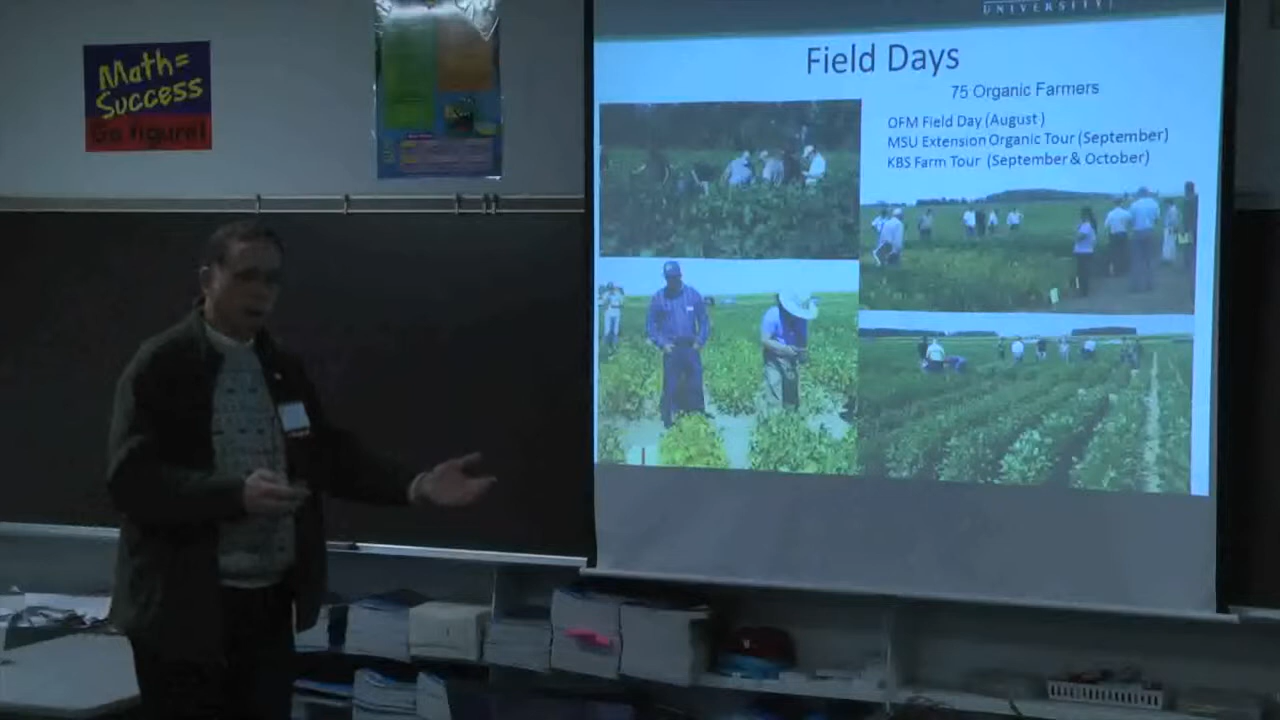 Math=
Success
Go figure!
UNIVERSITY
Field Days
75 Organic Farmers
OFM Field Day (August )
MSU Extension Organic Tour (September)
KBS Farm Tour (September & October)